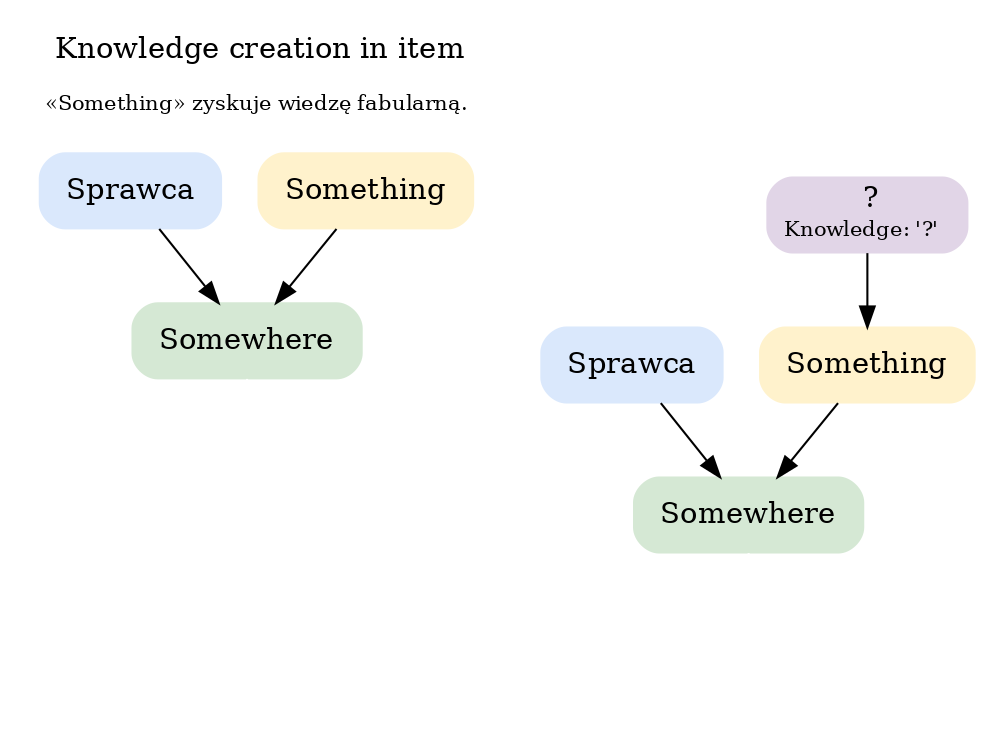 Knowledge creation in item
«Something» zyskuje wiedzę fabularną.
Sprawca
Something
Somewhere
?
Knowledge: '?'
Sprawca
Something
Somewhere